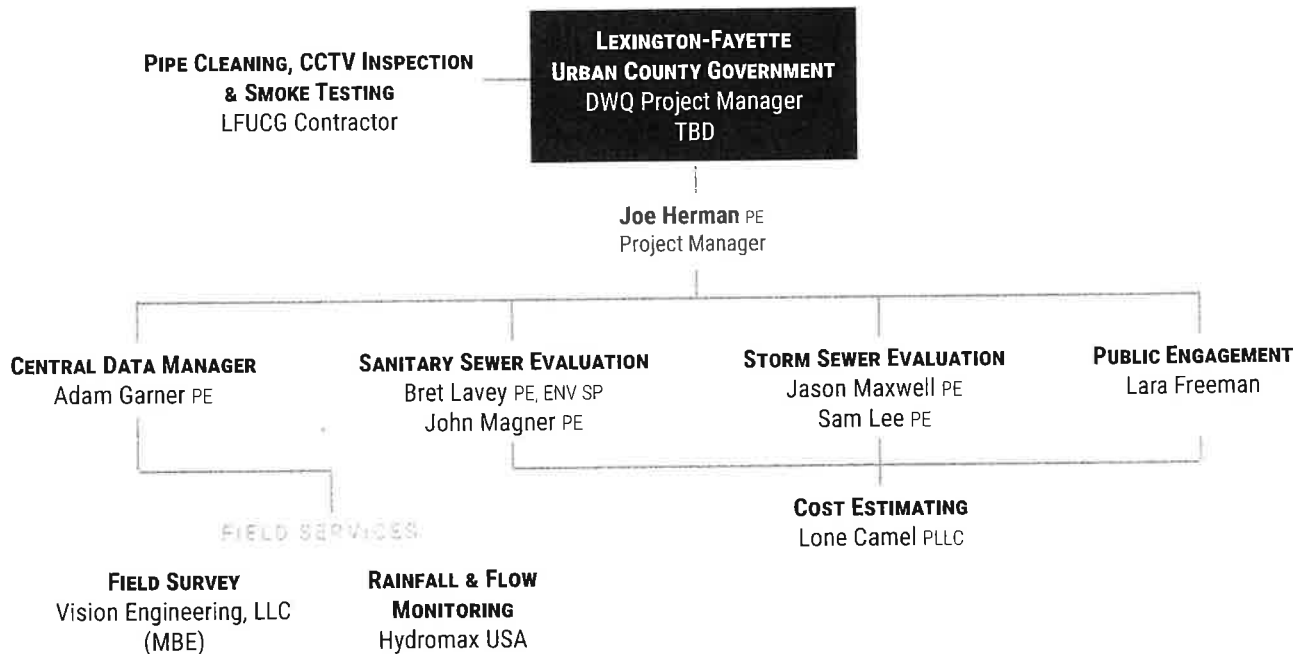 PIPE CLEANING, CCTV INSPECTION
& SMOKE TESTING
LFUCG Contractor
LEXINGTON-FAYETTE
URBAN COUNTY GOVERNMENT
DWQ Project Manager
TBD
Joe Herman PE
Project Manager
CENTRAL DATA MANAGER
Adam Garner PE
SANITARY SEWER EVALUATION
Bret Lavey PE, ENV SP
John Magner PE
STORM SEWER EVALUATION
Jason Maxwell PE
Sam Lee PE
PUBLIC ENGAGEMENT
Lara Freeman
COST ESTIMATING
Lone Camel PLLC
FIELD SERVICES
FIELD SURVEY
Vision Engineering, LLC
(MBE)
RAINFALL & FLOW
MONITORING
Hydromax USA